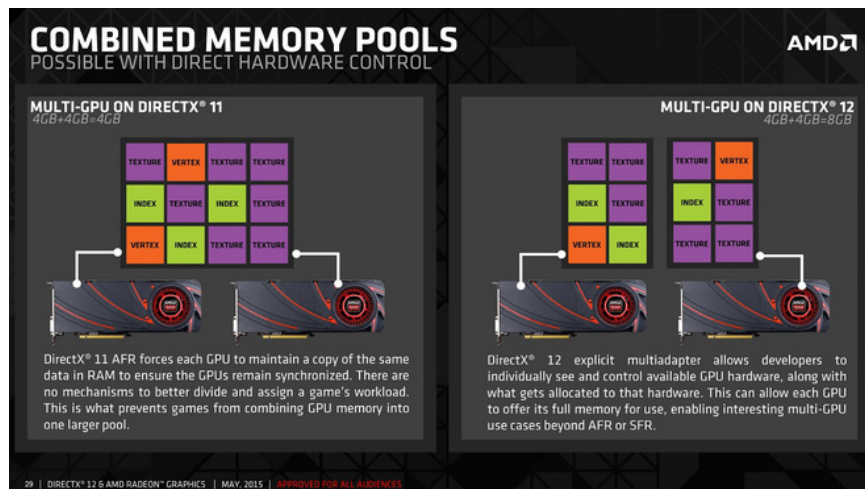 COMBINED MEMORY POOLS
POSSIBLE WITH DIRECT HARDWARE CONTROL
AMD
MULTI-GPU ON DIRECTX® 11
4GB+4GB=4GB
TEXTURE VERTEX TEXTURE TEXTURE
INDEX TEXTURE INDEX TEXTURE
VERTEX INDEX TEXTURE TEXTURE
DirectX® 11 AFR forces each GPU to maintain a copy of the same
data in RAM to ensure the GPUs remain synchronized. There are
no mechanisms to better divide and assign a game's workload.
This is what prevents games from combining GPU memory into
one larger pool.
MULTI-GPU ON DIRECTX® 12
4GB+4GB=8GB
TEXTURE TEXTURE TEXTURE VERTEX
INDEX TEXTURE INDEX TEXTURE
VERTEX INDEX TEXTURE TEXTURE
DirectX® 12 explicit multiadapter allows developers to
individually see and control available GPU hardware, along with
what gets allocated to that hardware. This can allow each GPU
to offer its full memory for use, enabling interesting multi-GPU
use cases beyond AFR or SFR.
29 | DIRECTX® 12 & AMD RADEON™ GRAPHICS | MAY, 2015 | APPROVED FOR ALL AUDIENCES